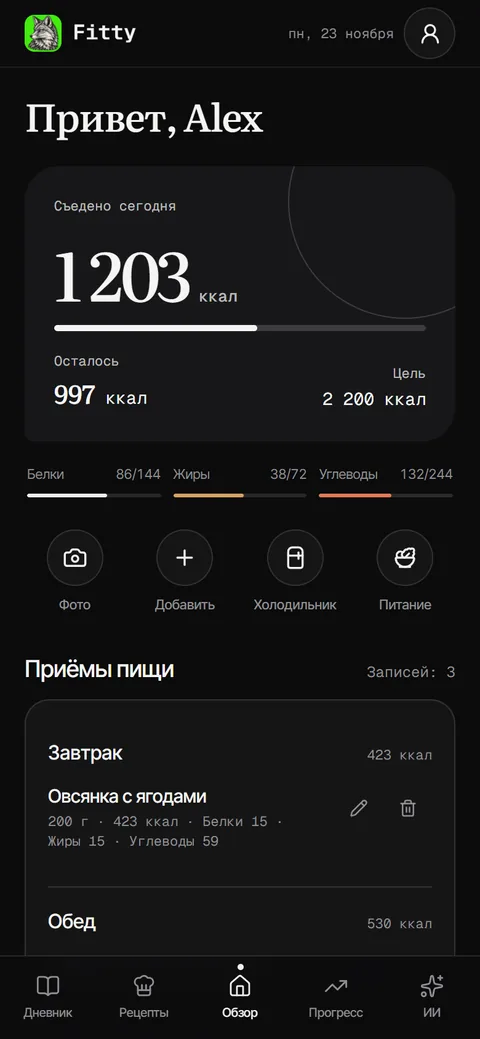 Fitty
пн, 23 ноября
Привет, Alex
Съедено сегодня
1 203 ккал
Осталось
997 ккал
Цель
2 200 ккал
Белки 86/144
Жиры 38/72
Углеводы 132/244
Фото
Добавить
Холодильник
Питание
Приёмы пищи
Записей: 3
Завтрак
423 ккал
Овсянка с ягодами
200 г · 423 ккал · Белки 15 ·
Жиры 15 · Углеводы 59
Обед
530 ккал
Дневник
Рецепты
Обзор
Прогресс
ИИ